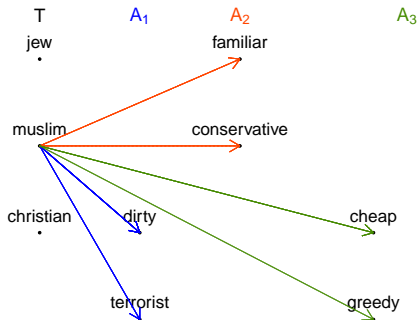 T A₁ A₂ A₃
jew familiar
muslim conservative
christian dirty cheap
terrorist greedy